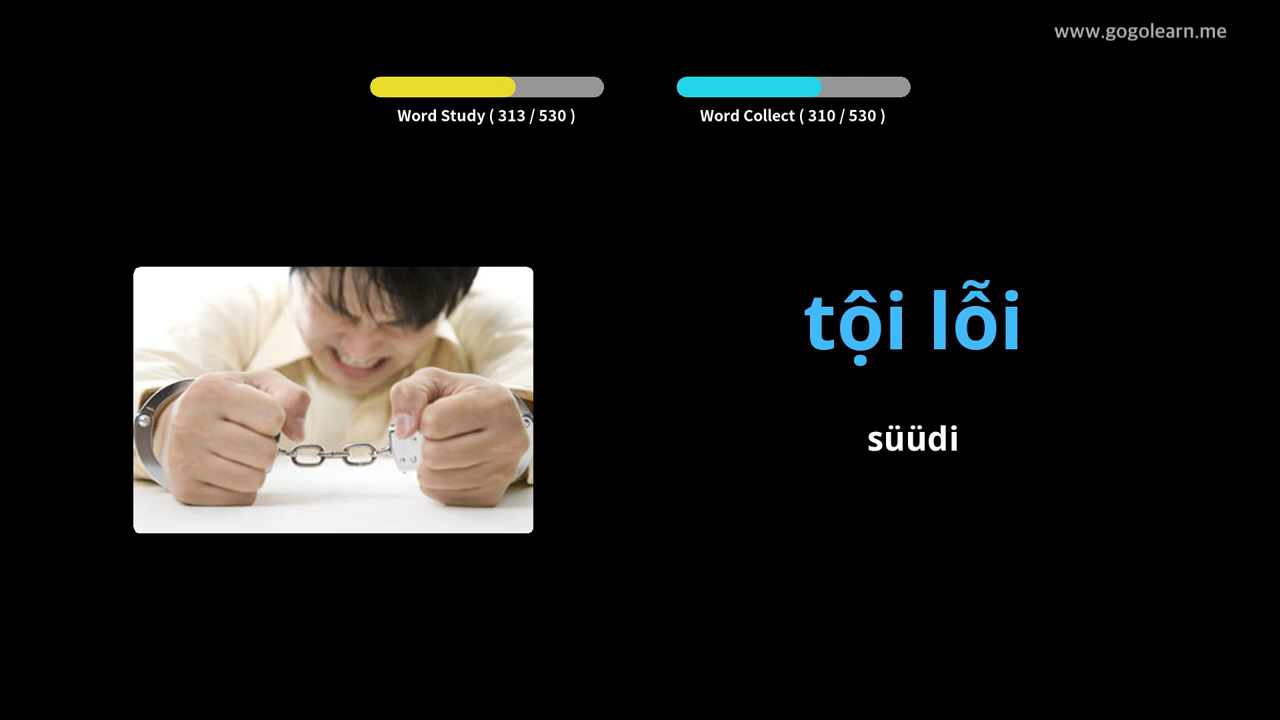 www.gogolearn.me
Word Study ( 313 / 530 )
Word Collect ( 310 / 530 )
tội lỗi
süüdi